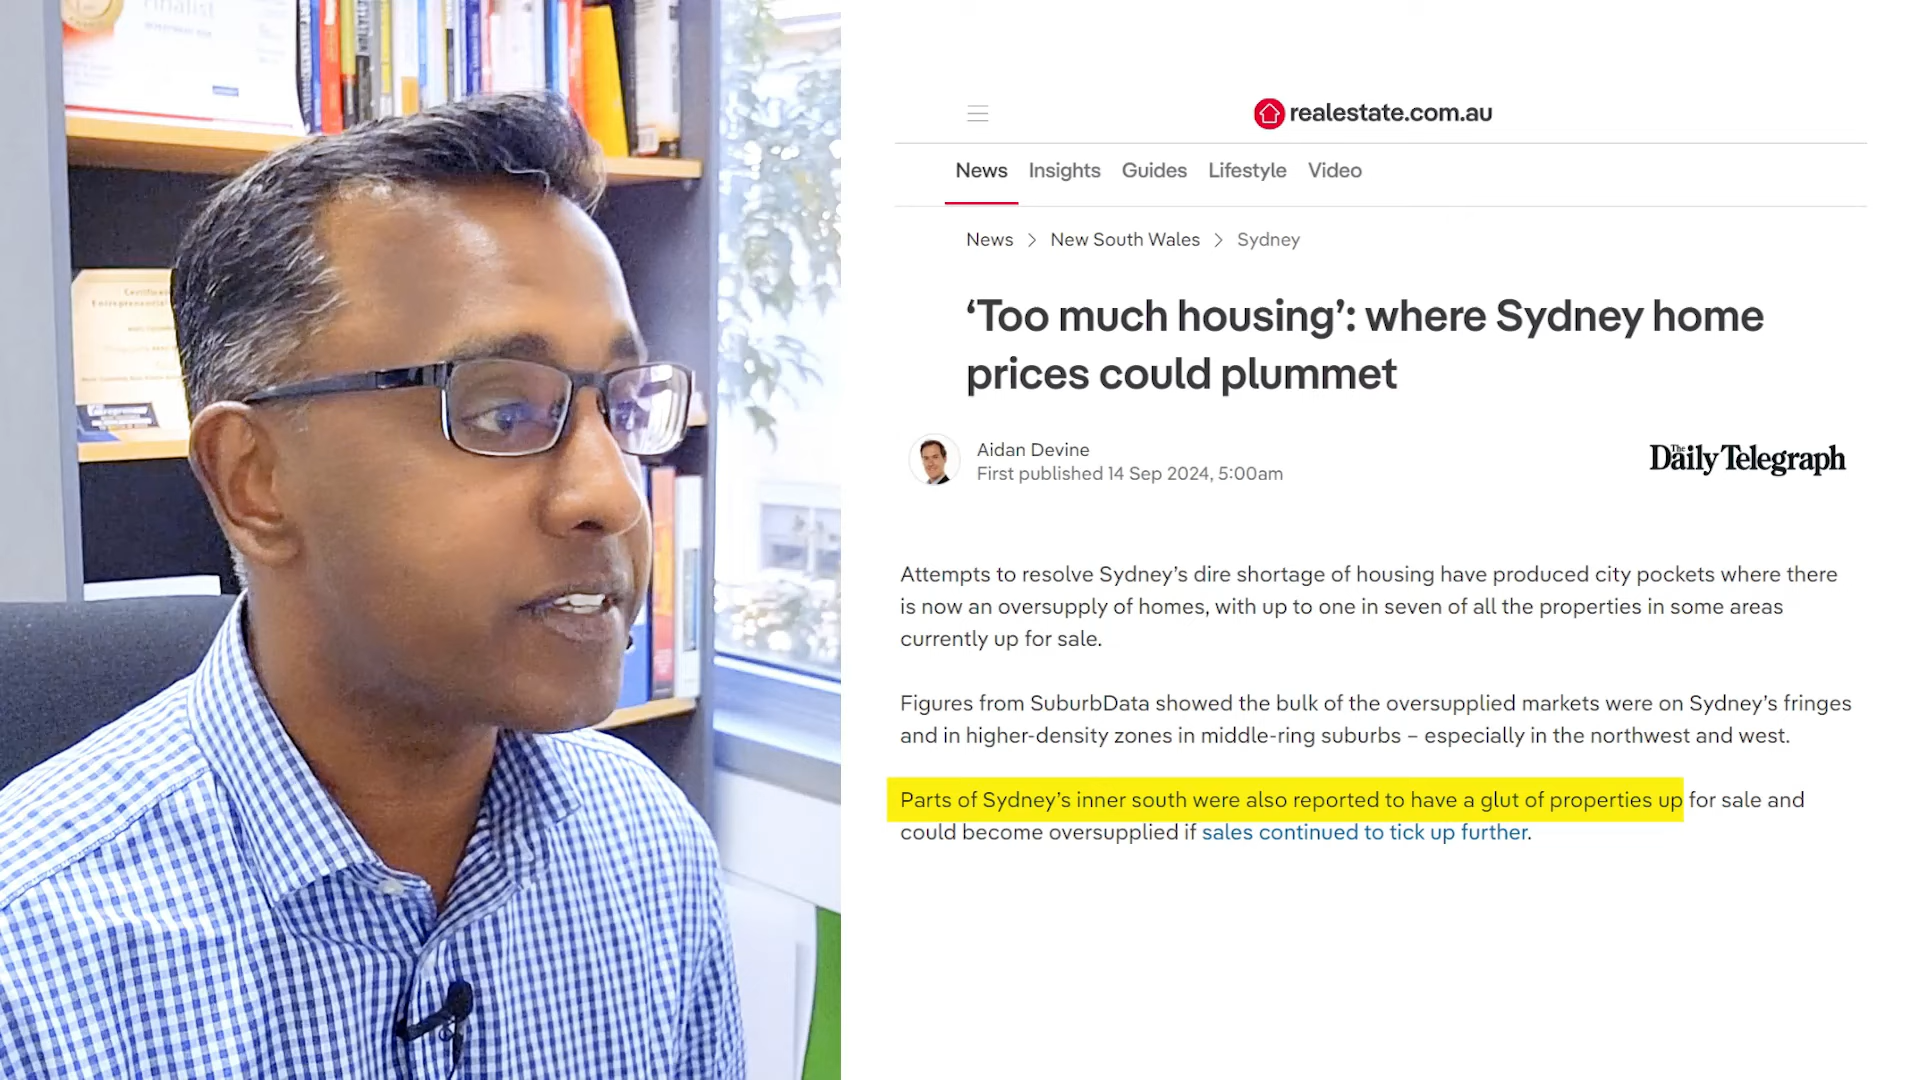 Finalist
realestate.com.au
News Insights Guides Lifestyle Video
News > New South Wales > Sydney
‘Too much housing’: where Sydney home
prices could plummet
Aidan Devine
First published 14 Sep 2024, 5:00am
The Daily Telegraph
Attempts to resolve Sydney’s dire shortage of housing have produced city pockets where there
is now an oversupply of homes, with up to one in seven of all the properties in some areas
currently up for sale.
Figures from SuburbData showed the bulk of the oversupplied markets were on Sydney’s fringes
and in higher-density zones in middle-ring suburbs – especially in the northwest and west.
Parts of Sydney’s inner south were also reported to have a glut of properties up for sale and
could become oversupplied if sales continued to tick up further.